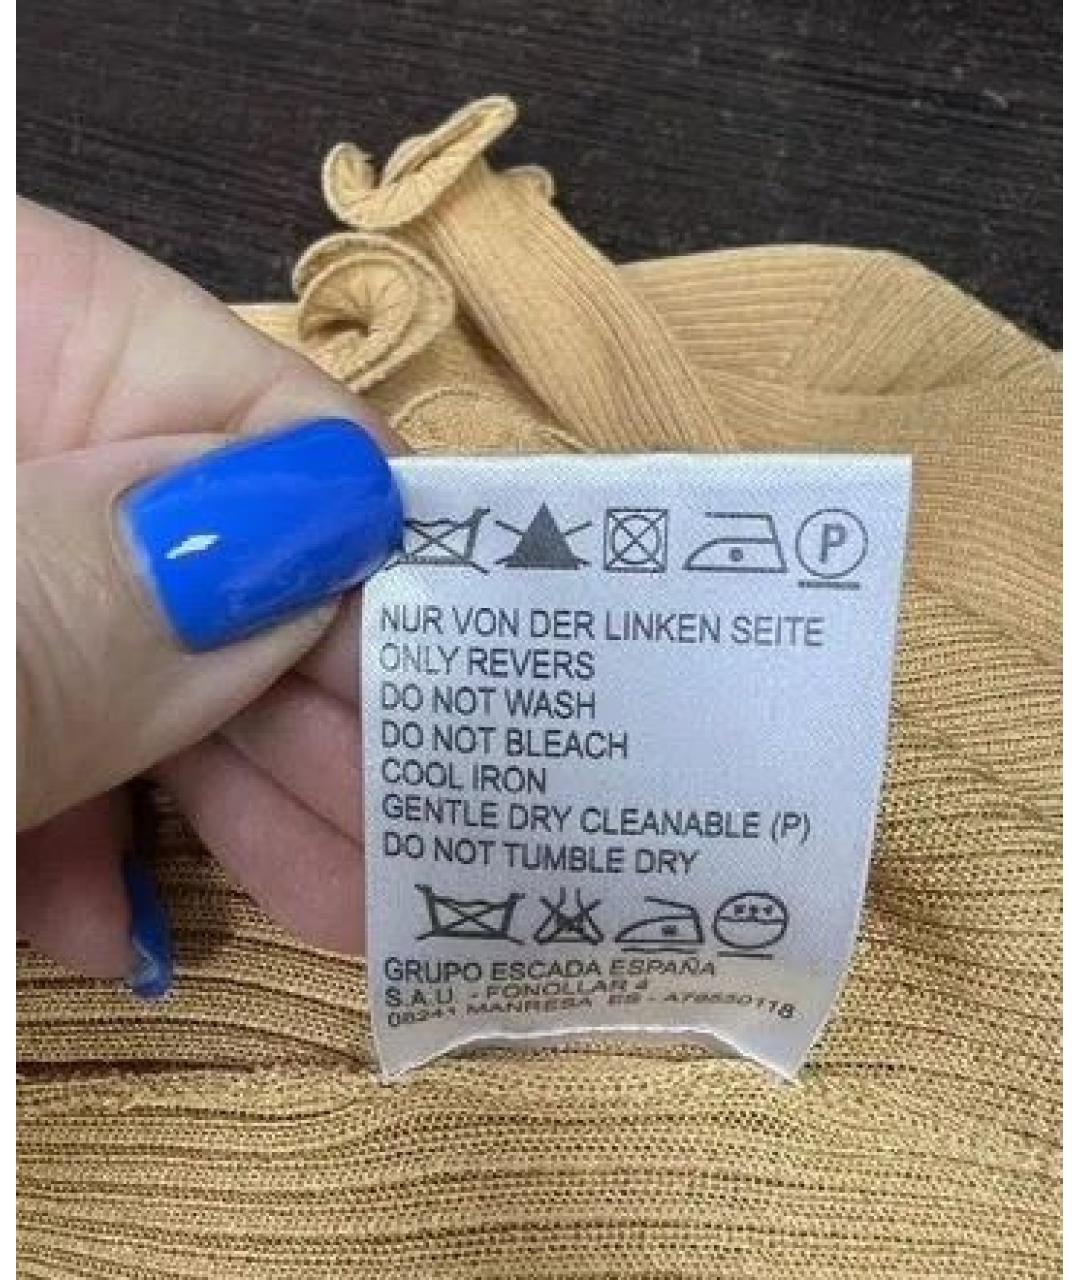 P
NUR VON DER LINKEN SEITE
ONLY REVERS
DO NOT WASH
DO NOT BLEACH
COOL IRON
GENTLE DRY CLEANABLE (P)
DO NOT TUMBLE DRY
GRUPO ESCADA ESPAÑA
S.A.U. - FONOLLAR 4
08241 MANRESA ES - A78550118